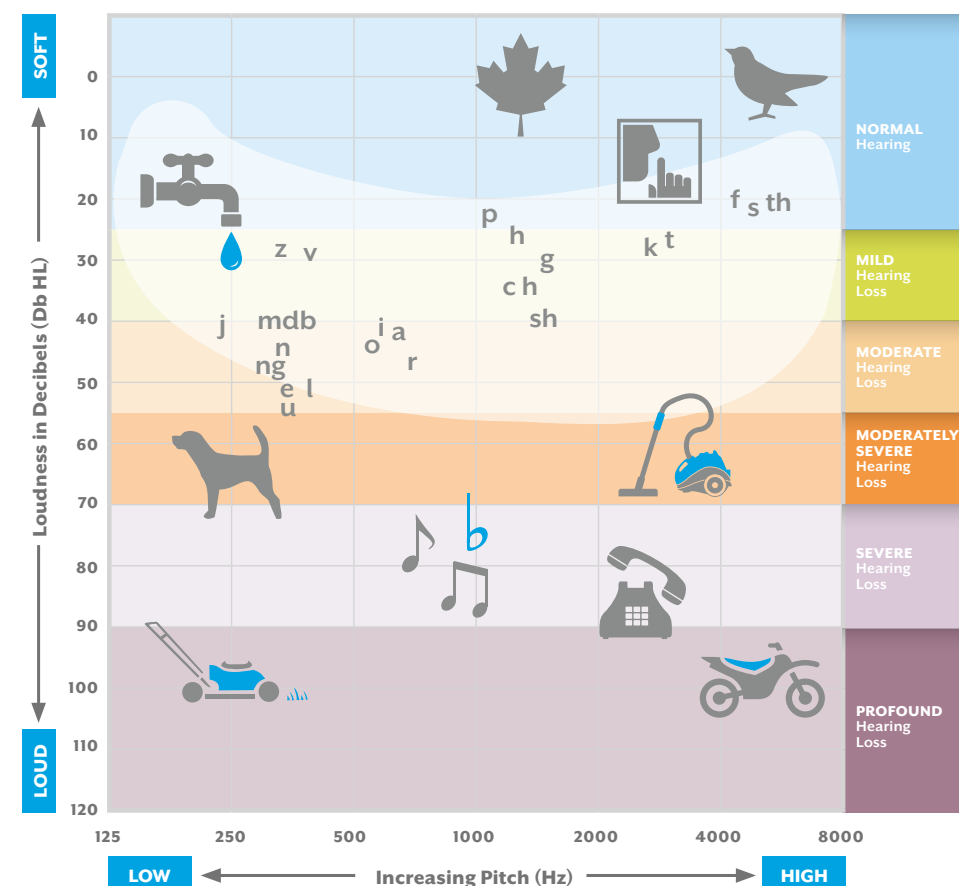 SOFT
Loudness in Decibels (Db HL)
LOUD
0
10
20
30
40
50
60
70
80
90
100
110
120
f s th
p
h
k t
z v
g
c h
j
mdb
i
a
sh
o
n
r
ng
e
l
u
NORMAL
Hearing
MILD
Hearing
Loss
MODERATE
Hearing
Loss
MODERATELY
SEVERE
Hearing
Loss
SEVERE
Hearing
Loss
PROFOUND
Hearing
Loss
125 250 500 1000 2000 4000 8000
LOW
Increasing Pitch (Hz)
HIGH